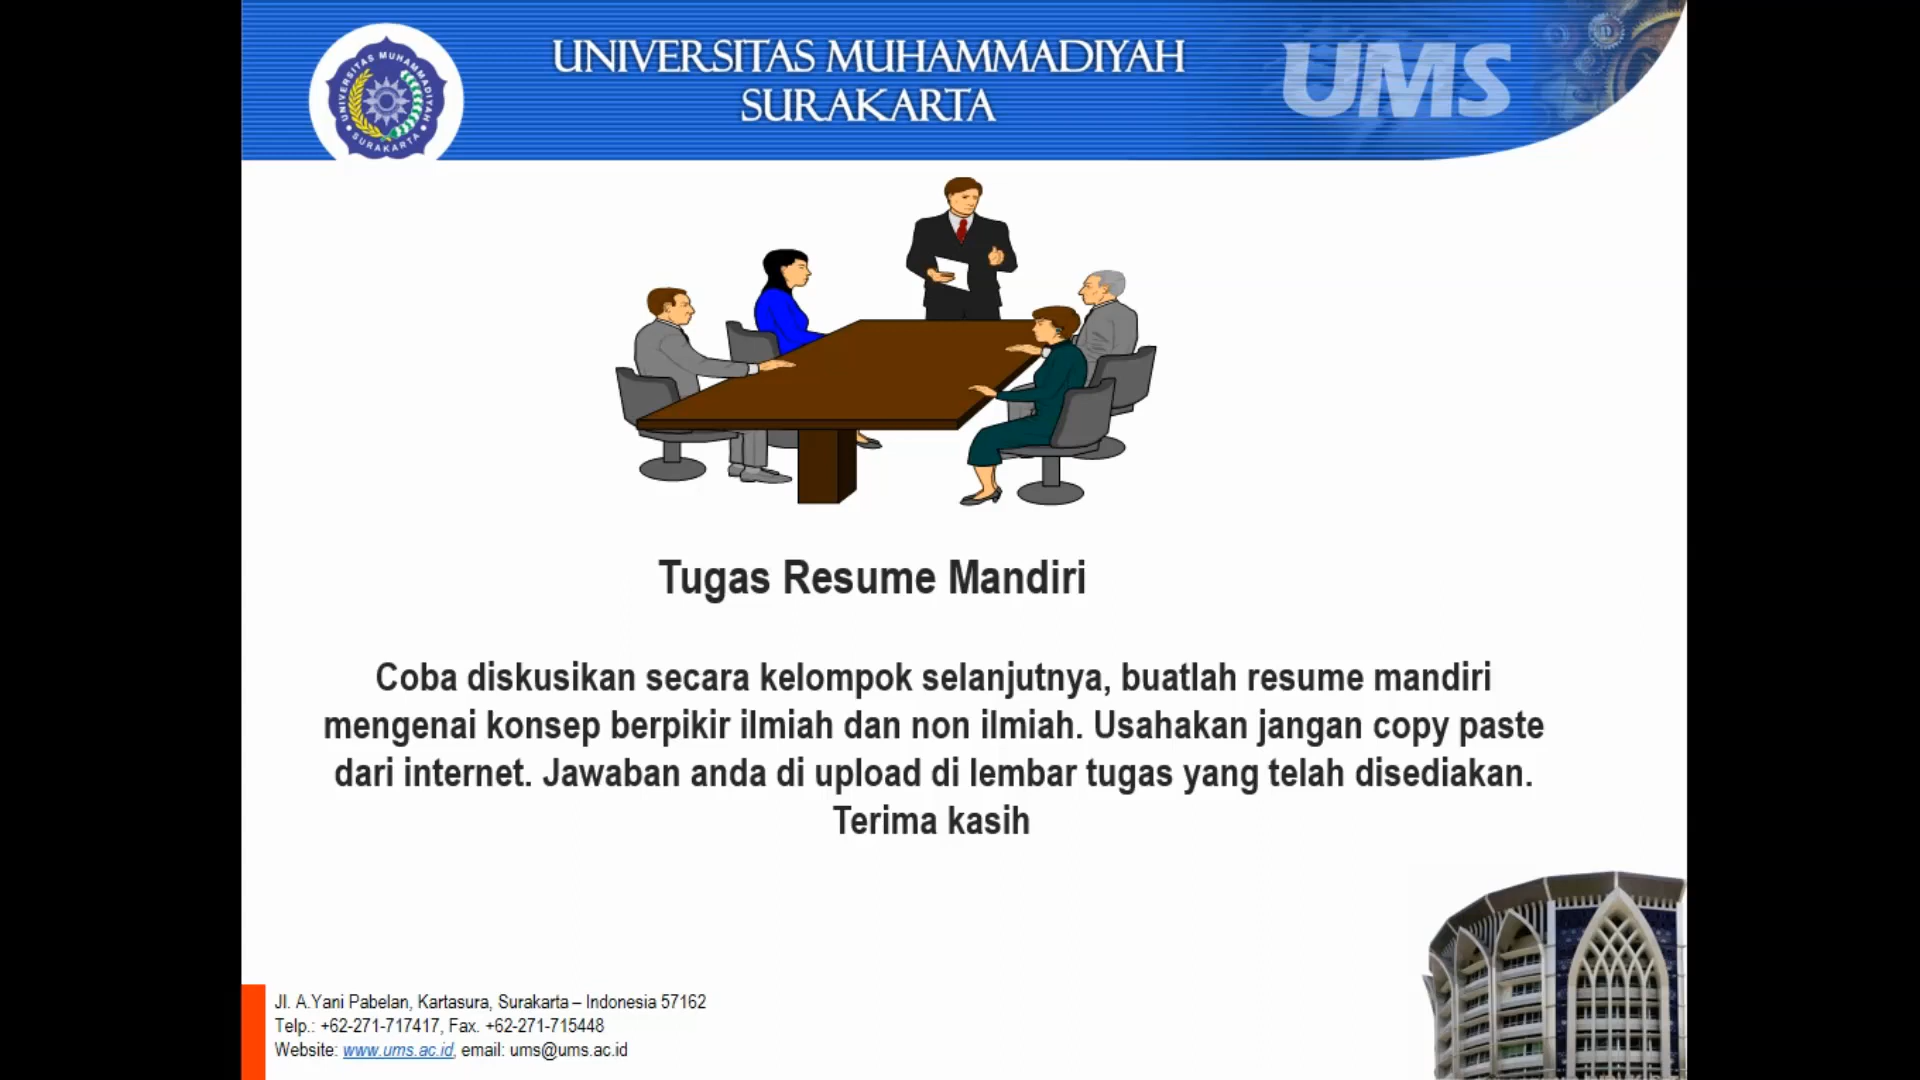 UNIVERSITAS MUHAMMADIYAH
SURAKARTA
UMS
UNIVERSITAS MUHAMMADIYAH
SURAKARTA
Tugas Resume Mandiri
Coba diskusikan secara kelompok selanjutnya, buatlah resume mandiri
mengenai konsep berpikir ilmiah dan non ilmiah. Usahakan jangan copy paste
dari internet. Jawaban anda di upload di lembar tugas yang telah disediakan.
Terima kasih
Jl. A.Yani Pabelan, Kartasura, Surakarta – Indonesia 57162
Telp.: +62-271-717417, Fax. +62-271-715448
Website: www.ums.ac.id, email: ums@ums.ac.id